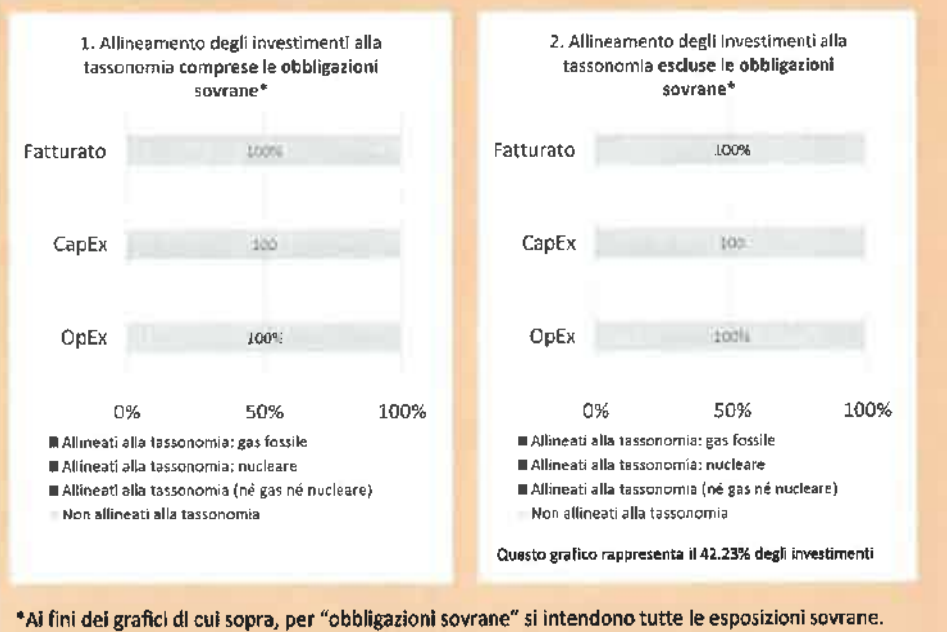 1. Allineamento degli investimenti alla
tassonomia comprese le obbligazioni
sovrane*
Fatturato
100%
CapEx
100
OpEx
100%
0% 50% 100%
Allineati alla tassonomia: gas fossile
Allineati alla tassonomia: nucleare
Allineati alla tassonomia (né gas né nucleare)
Non allineati alla tassonomia
2. Allineamento degli investimenti alla
tassonomia escluse le obbligazioni
sovrane*
Fatturato
100%
CapEx
100
OpEx
100%
0% 50% 100%
Allineati alla tassonomia: gas fossile
Allineati alla tassonomia: nucleare
Allineati alla tassonomia (né gas né nucleare)
Non allineati alla tassonomia
Questo grafico rappresenta il 42.23% degli investimenti
*Ai fini dei grafici di cui sopra, per “obbligazioni sovrane” si intendono tutte le esposizioni sovrane.